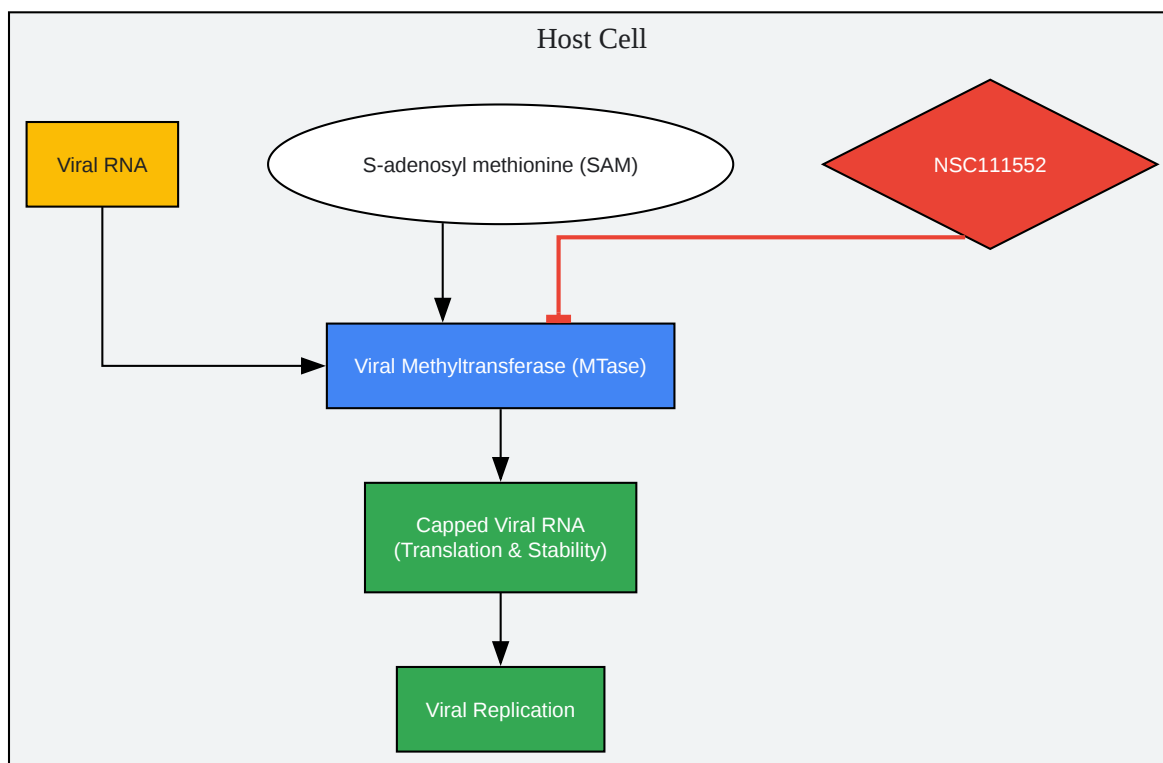 Host Cell
Viral RNA
S-adenosyl methionine (SAM)
NSC111552
Viral Methyltransferase (MTase)
Capped Viral RNA
(Translation & Stability)
Viral Replication